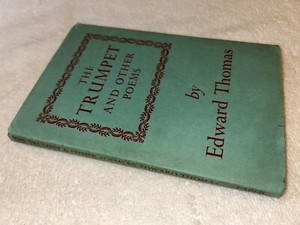 THE
TRUMPET
AND OTHER
POEMS
by
Edward Thomas